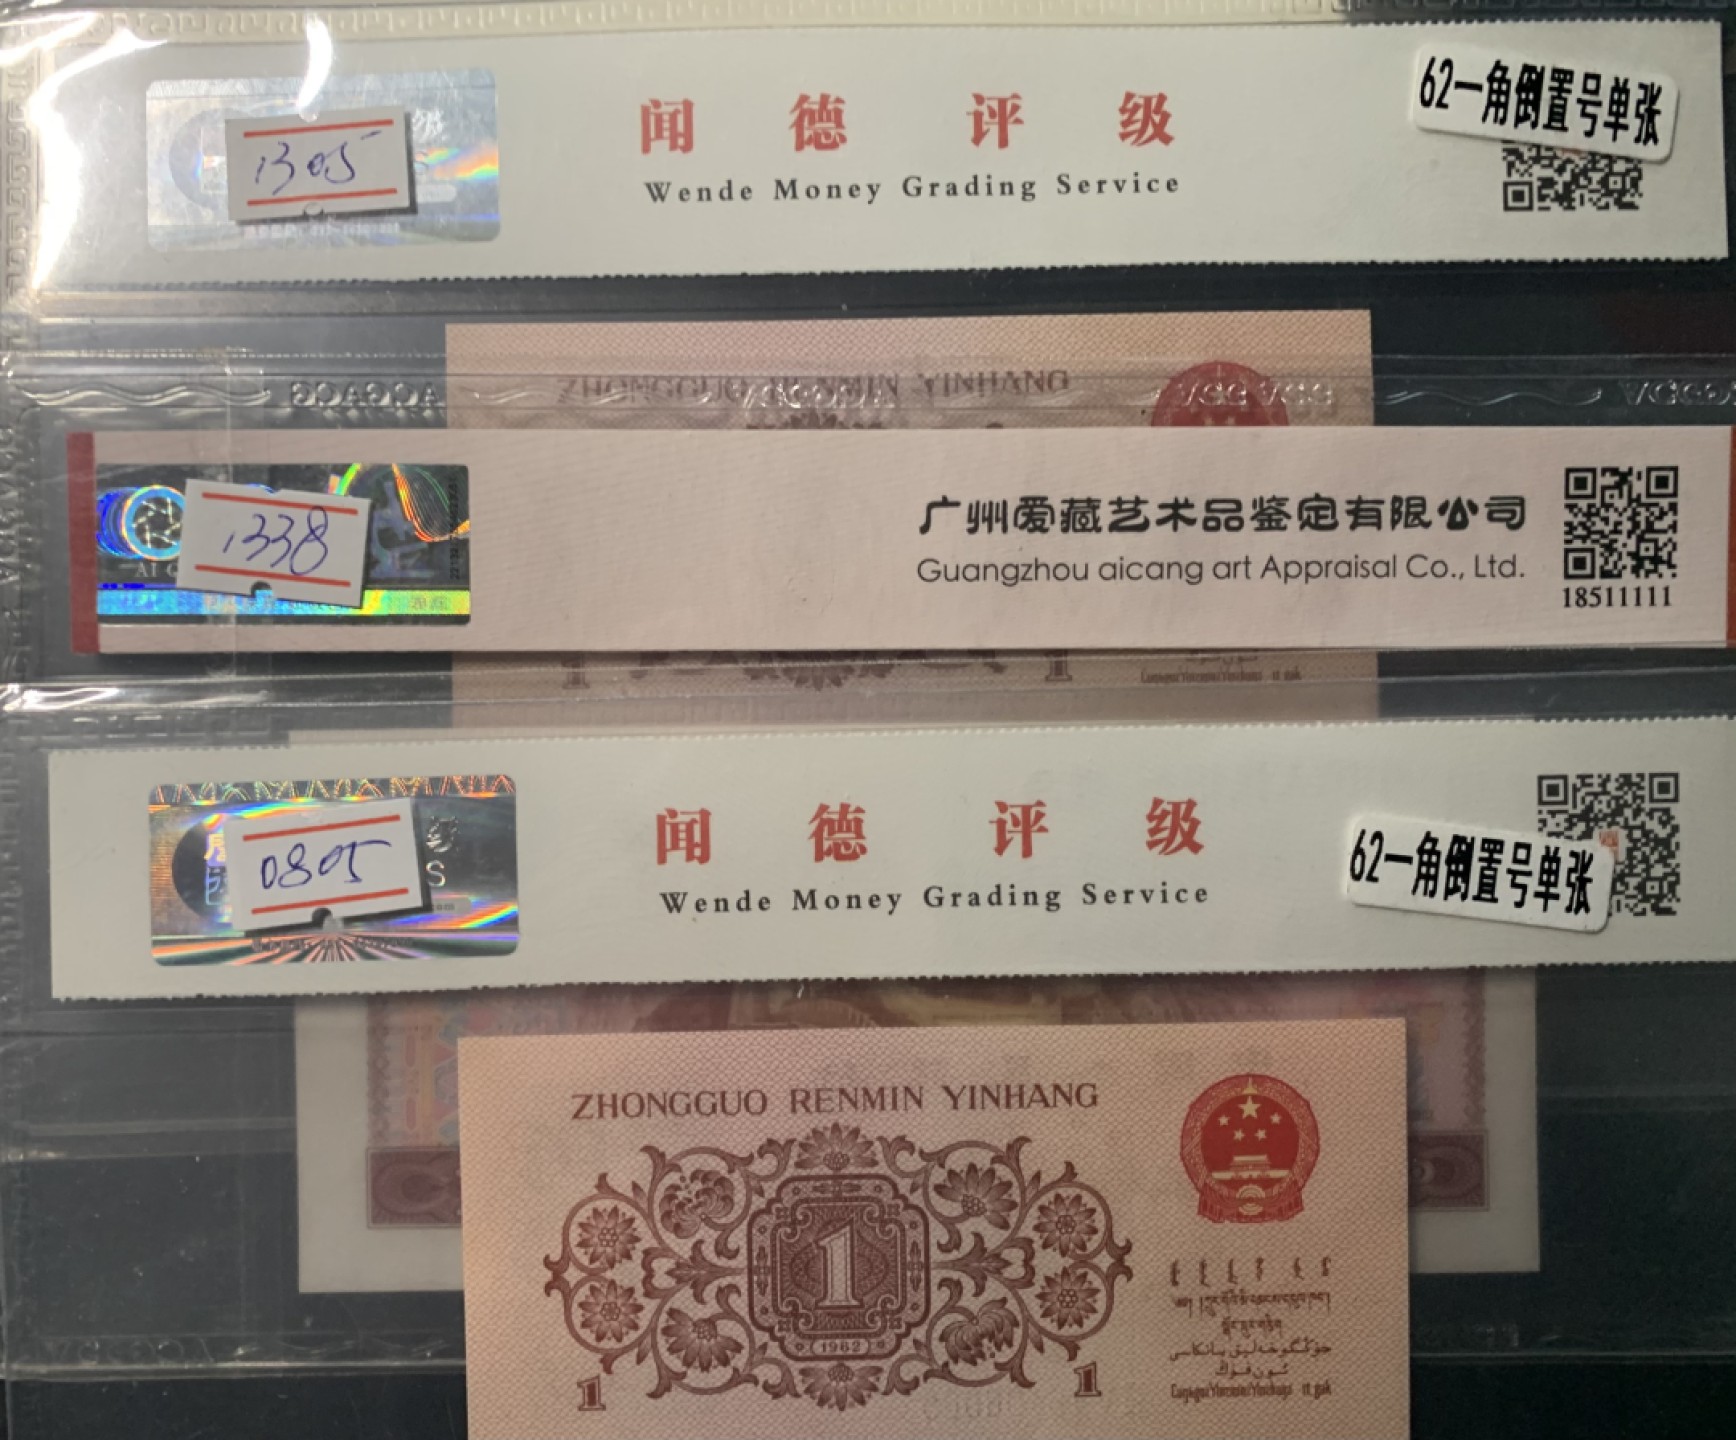 62一角倒置号单张
闻德评级
1305
Wende Money Grading Service
ZHONGGUO RENMIN YINHANG
ACGACG
广州爱藏艺术品鉴定有限公司
1338
Guangzhou aicang art Appraisal Co., Ltd.
18511111
1 1
闻德评级
62一角倒置号单张
0805
Wende Money Grading Service
ZHONGGUO RENMIN YINHANG
1
(1962)
1 1